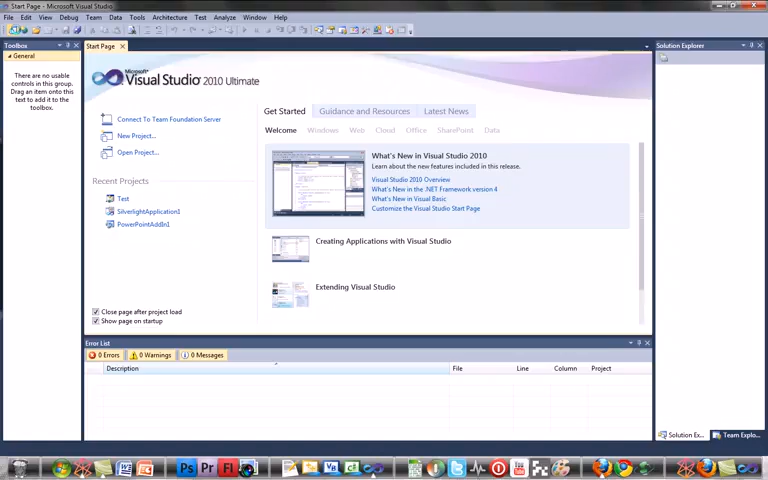 Start Page - Microsoft Visual Studio
File Edit View Debug Team Data Tools Architecture Test Analyze Window Help
Toolbox
General
There are no usable
controls in this group.
Drag an item onto this
text to add it to the
toolbox.
Start Page
Microsoft
Visual Studio 2010 Ultimate
Connect To Team Foundation Server
New Project...
Open Project...
Recent Projects
Test
SilverlightApplication1
PowerPointAddIn1
Close page after project load
Show page on startup
Get Started Guidance and Resources Latest News
Welcome Windows Web Cloud Office SharePoint Data
What's New in Visual Studio 2010
Learn about the new features included in this release.
Visual Studio 2010 Overview
What's New in the .NET Framework version 4
What's New in Visual Basic
Customize the Visual Studio Start Page
Creating Applications with Visual Studio
Extending Visual Studio
Solution Explorer
Error List
0 Errors 0 Warnings 0 Messages
Description File Line Column Project
Solution Ex... Team Explo...
Ps Pr Fl